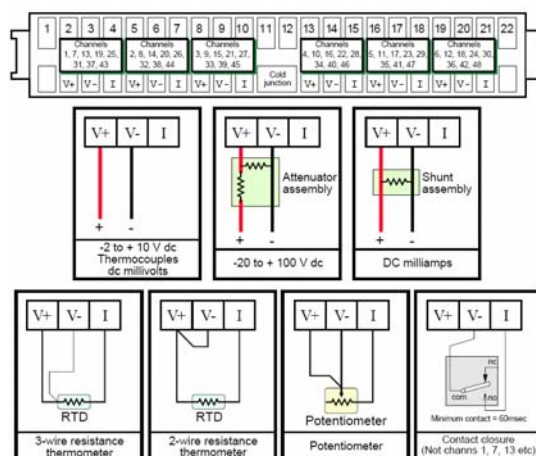 1 2 3 4 5 6 7 8 9 10 11 12 13 14 15 16 17 18 19 20 21 22
Channels
1, 7, 13, 19, 25,
31, 37, 43
Channels
2, 8, 14, 20, 26,
32, 38, 44
Channels
3, 9, 15, 21, 27,
33, 39, 45
Channels
4, 10, 16, 22, 28,
34, 40, 46
Channels
5, 11, 17, 23, 29,
35, 41, 47
Channels
6, 12, 18, 24, 30,
36, 42, 48
V+ V- I V+ V- I V+ V- I
Cold
junction
V+ V- I V+ V- I V+ V- I
V+ V- I
+ -
-2 to + 10 V dc
Thermocouples
dc millivolts
V+ V- I
Attenuator
assembly
+ -
-20 to + 100 V dc
V+ V- I
Shunt
assembly
+ -
DC milliamps
V+ V- I
RTD
3-wire resistance
thermometer
V+ V- I
RTD
2-wire resistance
thermometer
V+ V- I
Potentiometer
Potentiometer
V+ V- I
nc
com
no
Minimum contact = 60msec
Contact closure
(Not channs 1, 7, 13 etc)